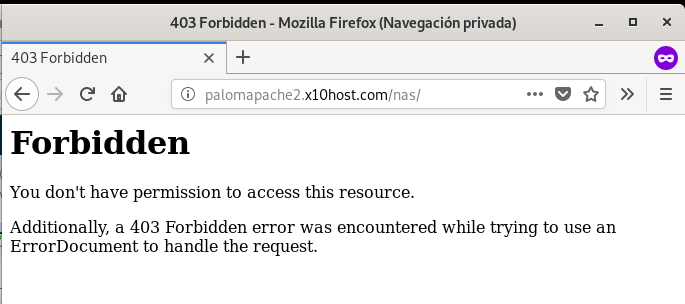 403 Forbidden - Mozilla Firefox (Navegación privada)
403 Forbidden
palomapache2.x10host.com/nas/
Forbidden
You don't have permission to access this resource.
Additionally, a 403 Forbidden error was encountered while trying to use an
ErrorDocument to handle the request.